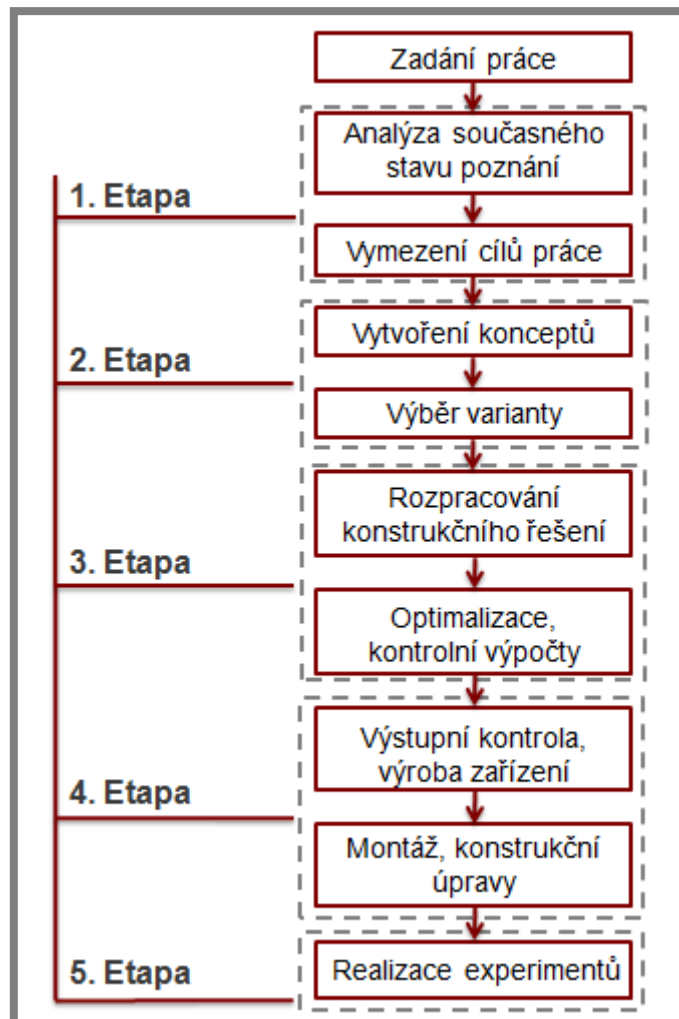 Zadání práce
1. Etapa
Analýza současného
stavu poznání
Vymezení cílů práce
2. Etapa
Vytvoření konceptů
Výběr varianty
3. Etapa
Rozpracování
konstrukčního řešení
Optimalizace,
kontrolní výpočty
4. Etapa
Výstupní kontrola,
výroba zařízení
Montáž, konstrukční
úpravy
5. Etapa
Realizace experimentů